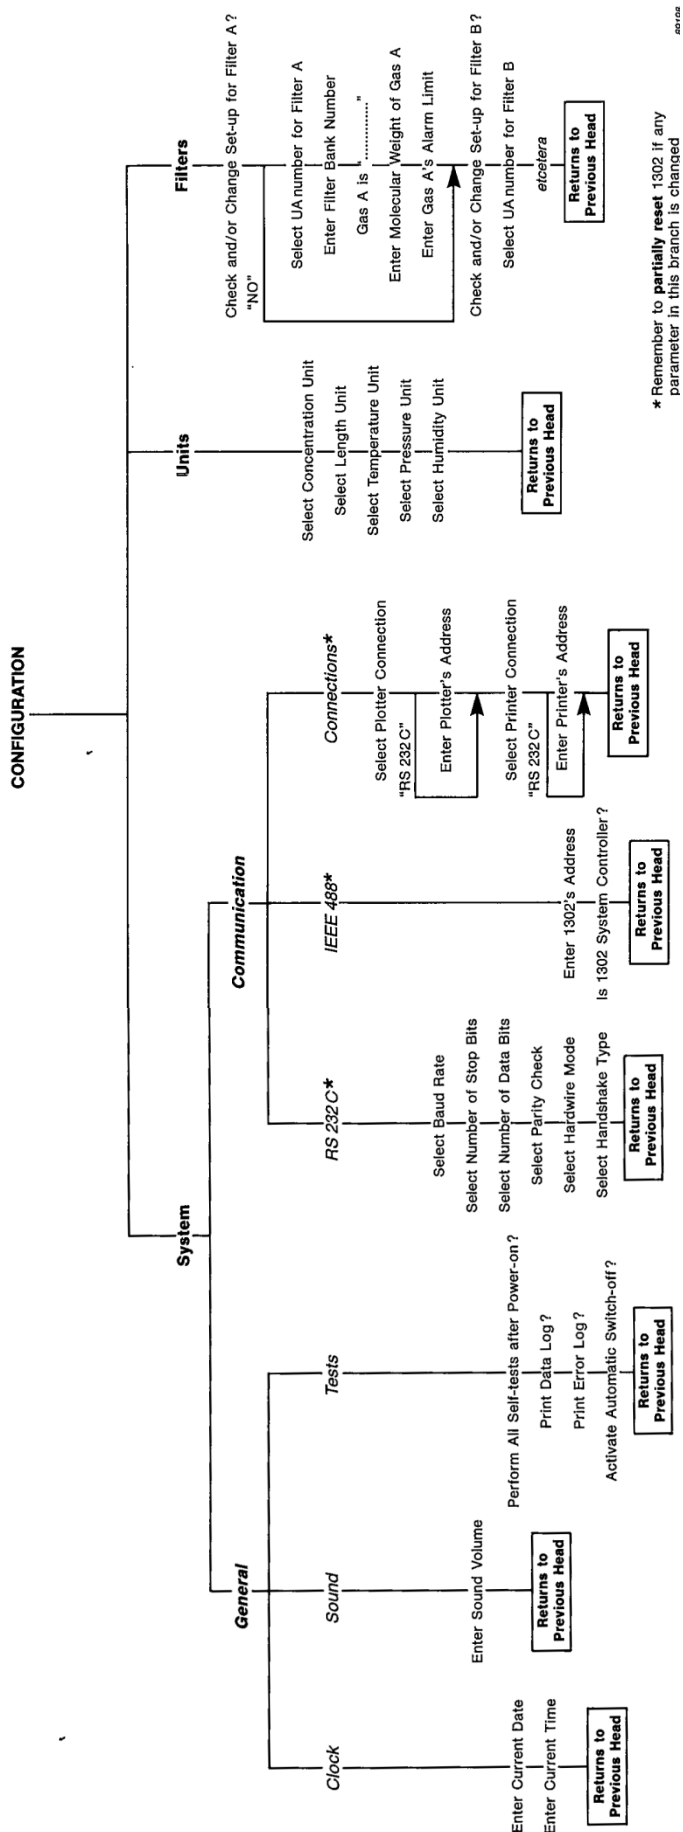 CONFIGURATION
System
Units
Filters
General
Communication
Clock
Enter Current Date
Enter Current Time
Returns to
Previous Head
Sound
Enter Sound Volume
Returns to
Previous Head
Tests
Perform All Self-tests after Power-on?
Print Data Log?
Print Error Log?
Activate Automatic Switch-off?
Returns to
Previous Head
RS 232C*
Select Baud Rate
Select Number of Stop Bits
Select Number of Data Bits
Select Parity Check
Select Hardwire Mode
Select Handshake Type
Returns to
Previous Head
IEEE 488*
Enter 1302's Address
Is 1302 System Controller?
Returns to
Previous Head
Connections*
Select Plotter Connection
"RS 232C"
Enter Plotter's Address
Select Printer Connection
"RS 232C"
Enter Printer's Address
Returns to
Previous Head
Select Concentration Unit
Select Length Unit
Select Temperature Unit
Select Pressure Unit
Select Humidity Unit
Returns to
Previous Head
Check and/or Change Set-up for Filter A?
"NO"
Select UA number for Filter A
Enter Filter Bank Number
Gas A is "..............."
Enter Molecular Weight of Gas A
Enter Gas A's Alarm Limit
Check and/or Change Set-up for Filter B?
Select UA number for Filter B
etcetera
Returns to
Previous Head
* Remember to partially reset 1302 if any
parameter in this branch is changed